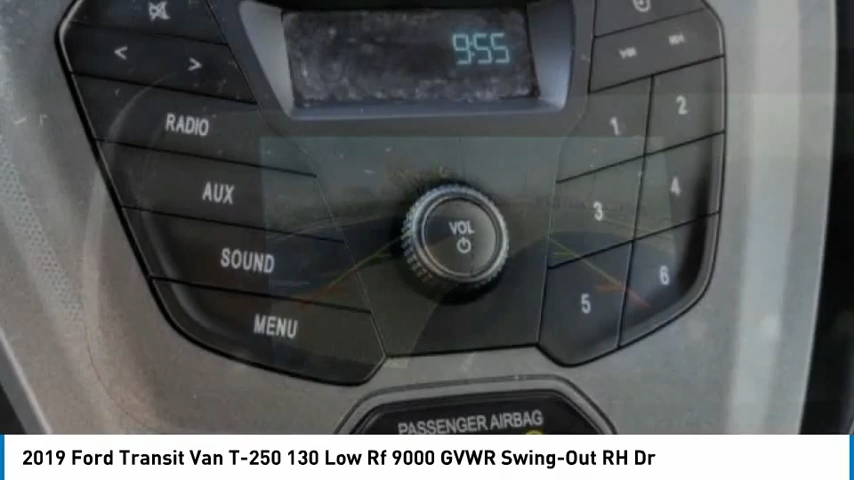 9:55
<
>
RADIO
AUX
SOUND
MENU
VOL
1
2
3
4
5
6
PASSENGER AIRBAG
2019 Ford Transit Van T-250 130 Low Rf 9000 GVWR Swing-Out RH Dr